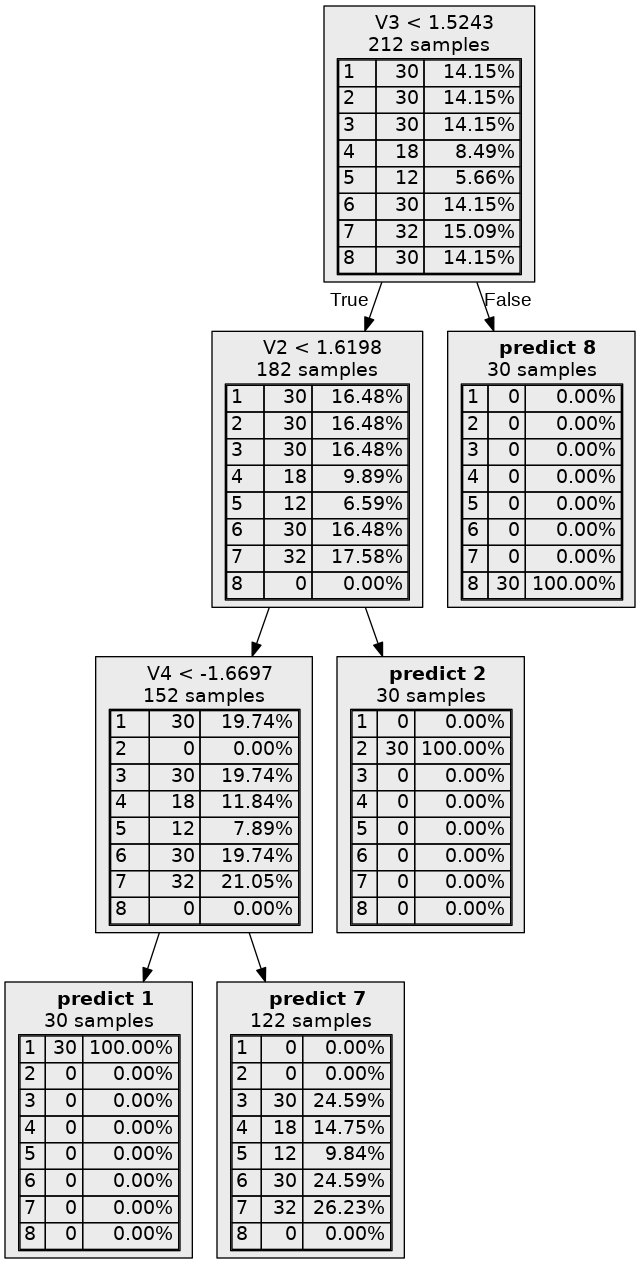 V3 < 1.5243
212 samples
1 30 14.15%
2 30 14.15%
3 30 14.15%
4 18 8.49%
5 12 5.66%
6 30 14.15%
7 32 15.09%
8 30 14.15%
True
False
V2 < 1.6198
182 samples
1 30 16.48%
2 30 16.48%
3 30 16.48%
4 18 9.89%
5 12 6.59%
6 30 16.48%
7 32 17.58%
8 0 0.00%
predict 8
30 samples
1 0 0.00%
2 0 0.00%
3 0 0.00%
4 0 0.00%
5 0 0.00%
6 0 0.00%
7 0 0.00%
8 30 100.00%
V4 < -1.6697
152 samples
1 30 19.74%
2 0 0.00%
3 30 19.74%
4 18 11.84%
5 12 7.89%
6 30 19.74%
7 32 21.05%
8 0 0.00%
predict 2
30 samples
1 0 0.00%
2 30 100.00%
3 0 0.00%
4 0 0.00%
5 0 0.00%
6 0 0.00%
7 0 0.00%
8 0 0.00%
predict 1
30 samples
1 30 100.00%
2 0 0.00%
3 0 0.00%
4 0 0.00%
5 0 0.00%
6 0 0.00%
7 0 0.00%
8 0 0.00%
predict 7
122 samples
1 0 0.00%
2 0 0.00%
3 30 24.59%
4 18 14.75%
5 12 9.84%
6 30 24.59%
7 32 26.23%
8 0 0.00%